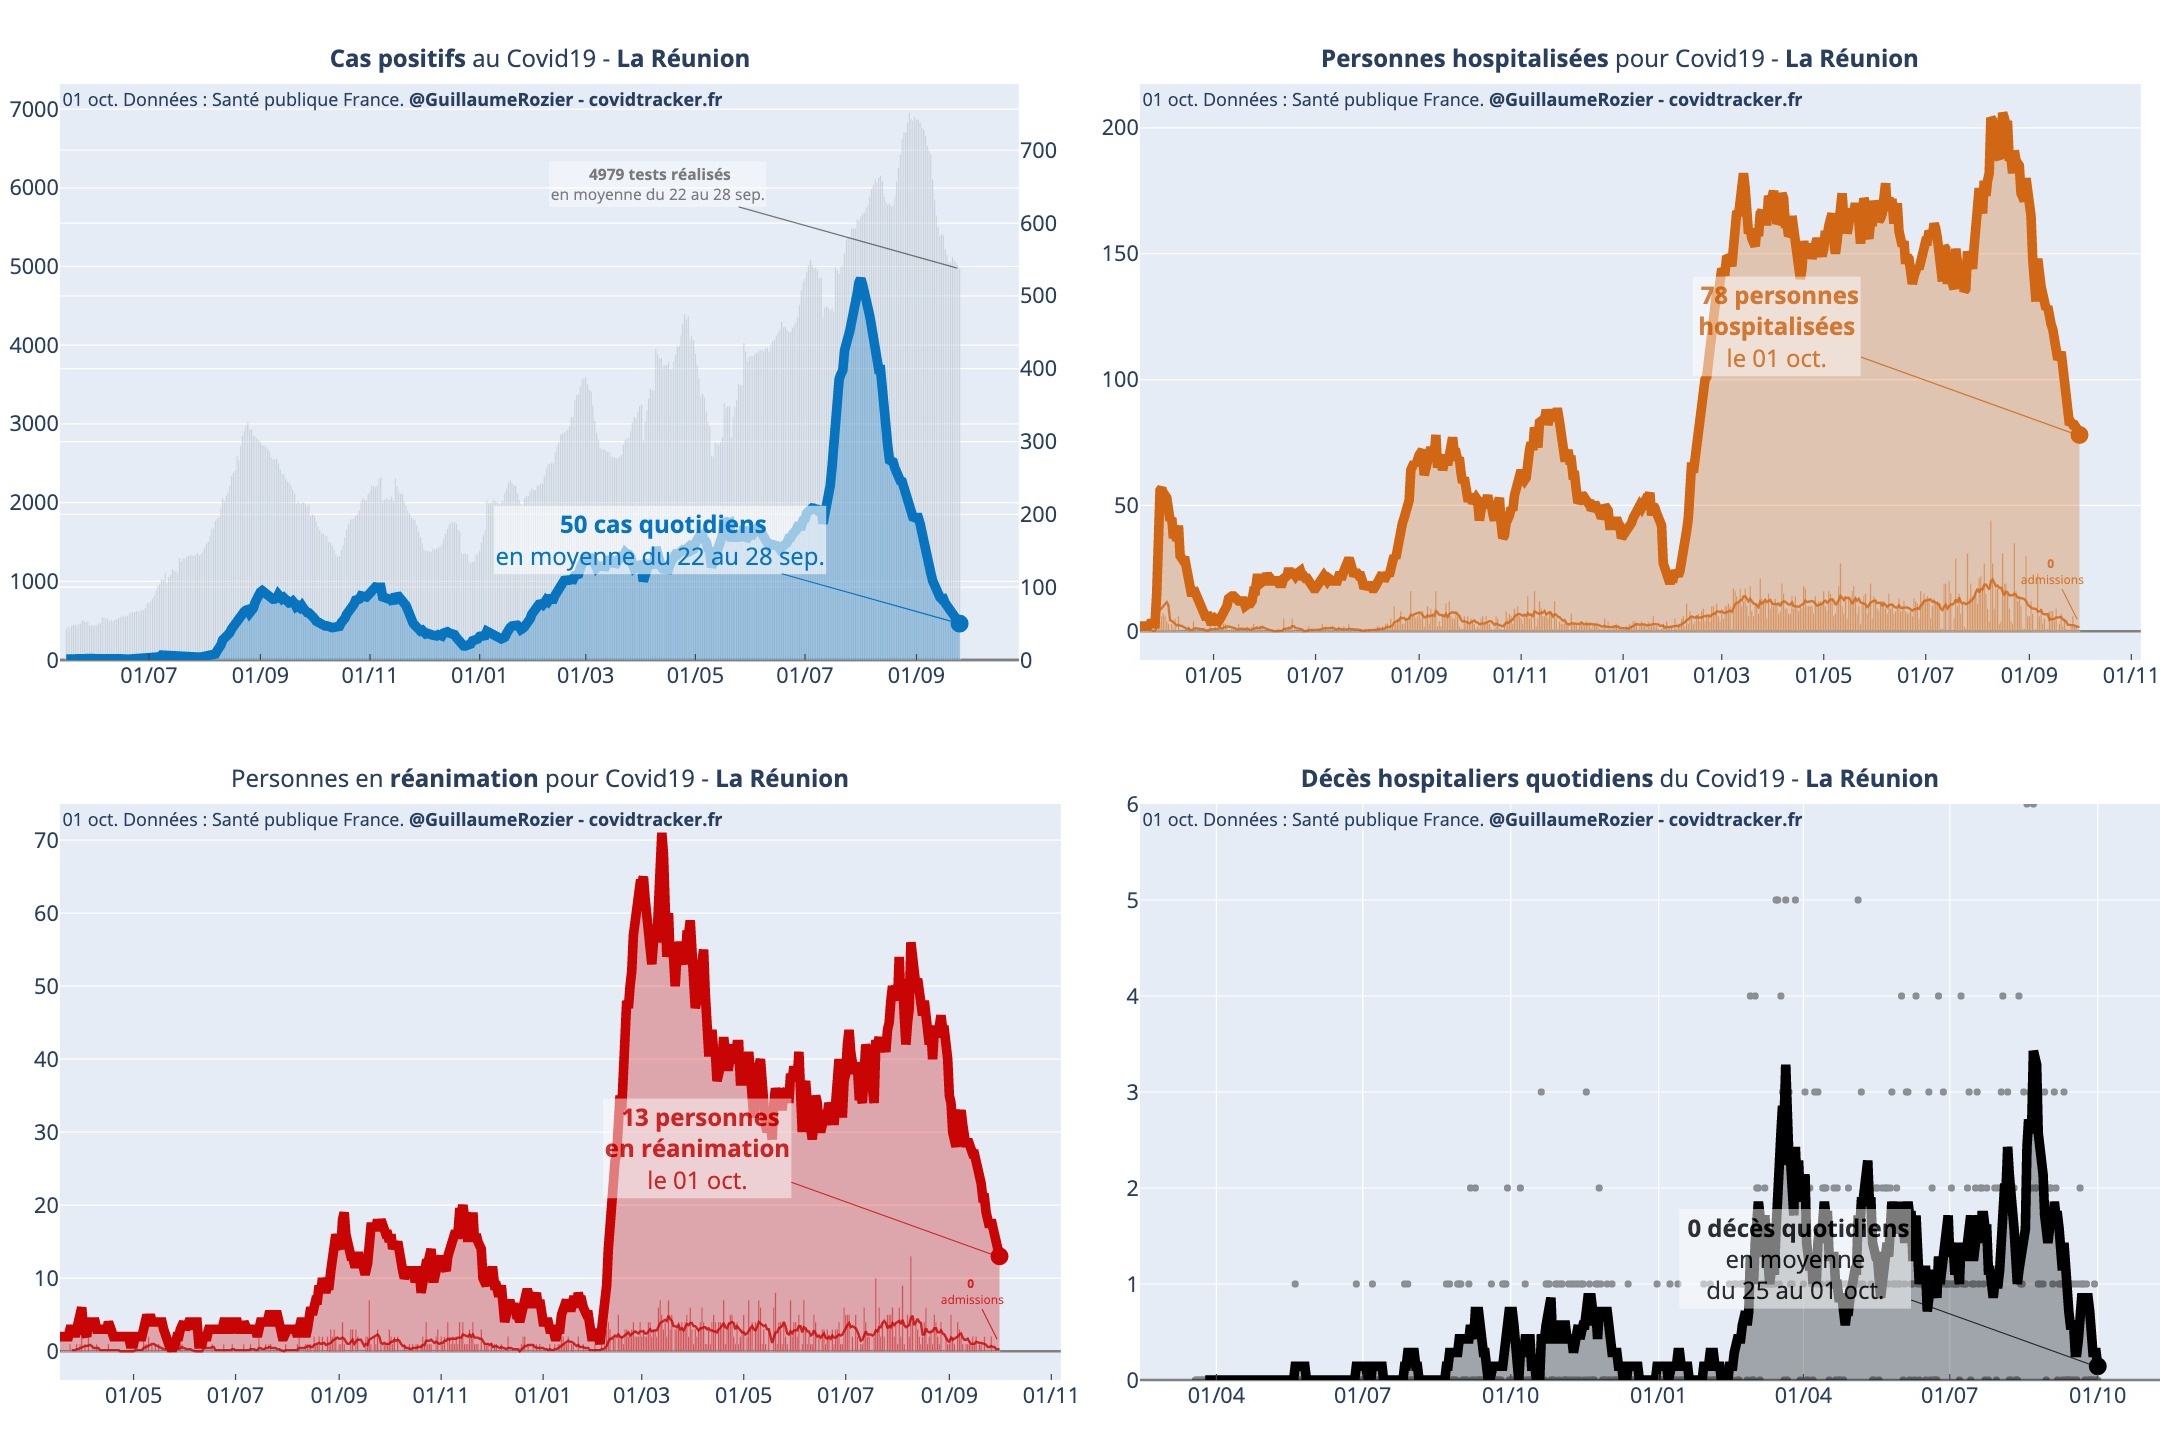 Cas positifs au Covid19 - La Réunion
01 oct. Données : Santé publique France. @GuillaumeRozier - covidtracker.fr
7000
6000
5000
4000
3000
2000
1000
0
700
600
500
400
300
200
100
0
4979 tests réalisés
en moyenne du 22 au 28 sep.
50 cas quotidiens
en moyenne du 22 au 28 sep.
01/07 01/09 01/11 01/01 01/03 01/05 01/07 01/09
Personnes hospitalisées pour Covid19 - La Réunion
01 oct. Données : Santé publique France. @GuillaumeRozier - covidtracker.fr
200
150
100
50
0
78 personnes
hospitalisées
le 01 oct.
0
admissions
01/05 01/07 01/09 01/11 01/01 01/03 01/05 01/07 01/09 01/11
Personnes en réanimation pour Covid19 - La Réunion
01 oct. Données : Santé publique France. @GuillaumeRozier - covidtracker.fr
70
60
50
40
30
20
10
0
13 personnes
en réanimation
le 01 oct.
0
admissions
01/05 01/07 01/09 01/11 01/01 01/03 01/05 01/07 01/09 01/11
Décès hospitaliers quotidiens du Covid19 - La Réunion
01 oct. Données : Santé publique France. @GuillaumeRozier - covidtracker.fr
6
5
4
3
2
1
0
0 décès quotidiens
en moyenne
du 25 au 01 oct.
01/04 01/07 01/10 01/01 01/04 01/07 01/10